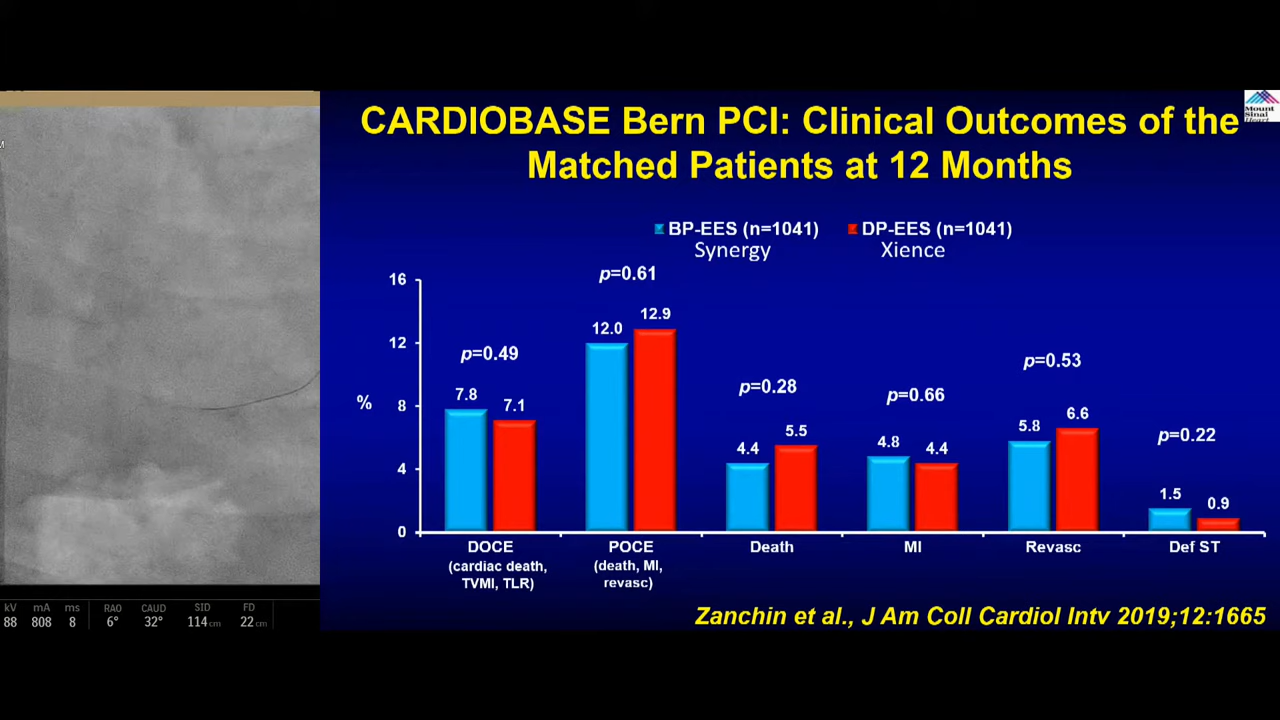 CARDIOBASE Bern PCI: Clinical Outcomes of the
Matched Patients at 12 Months
Mount
Sinai
Heart
BP-EES (n=1041) DP-EES (n=1041)
Synergy Xience
%
16
12
8
4
0
p=0.49
7.8 7.1
p=0.61
12.0 12.9
p=0.28
4.4 5.5
p=0.66
4.8 4.4
p=0.53
5.8 6.6
p=0.22
1.5 0.9
DOCE
(cardiac death,
TVMI, TLR)
POCE
(death, MI,
revasc)
Death
MI
Revasc
Def ST
Zanchin et al., J Am Coll Cardiol Intv 2019;12:1665
M
kV mA ms RAO CAUD SID FD
88 808 8 6° 32° 114cm 22cm